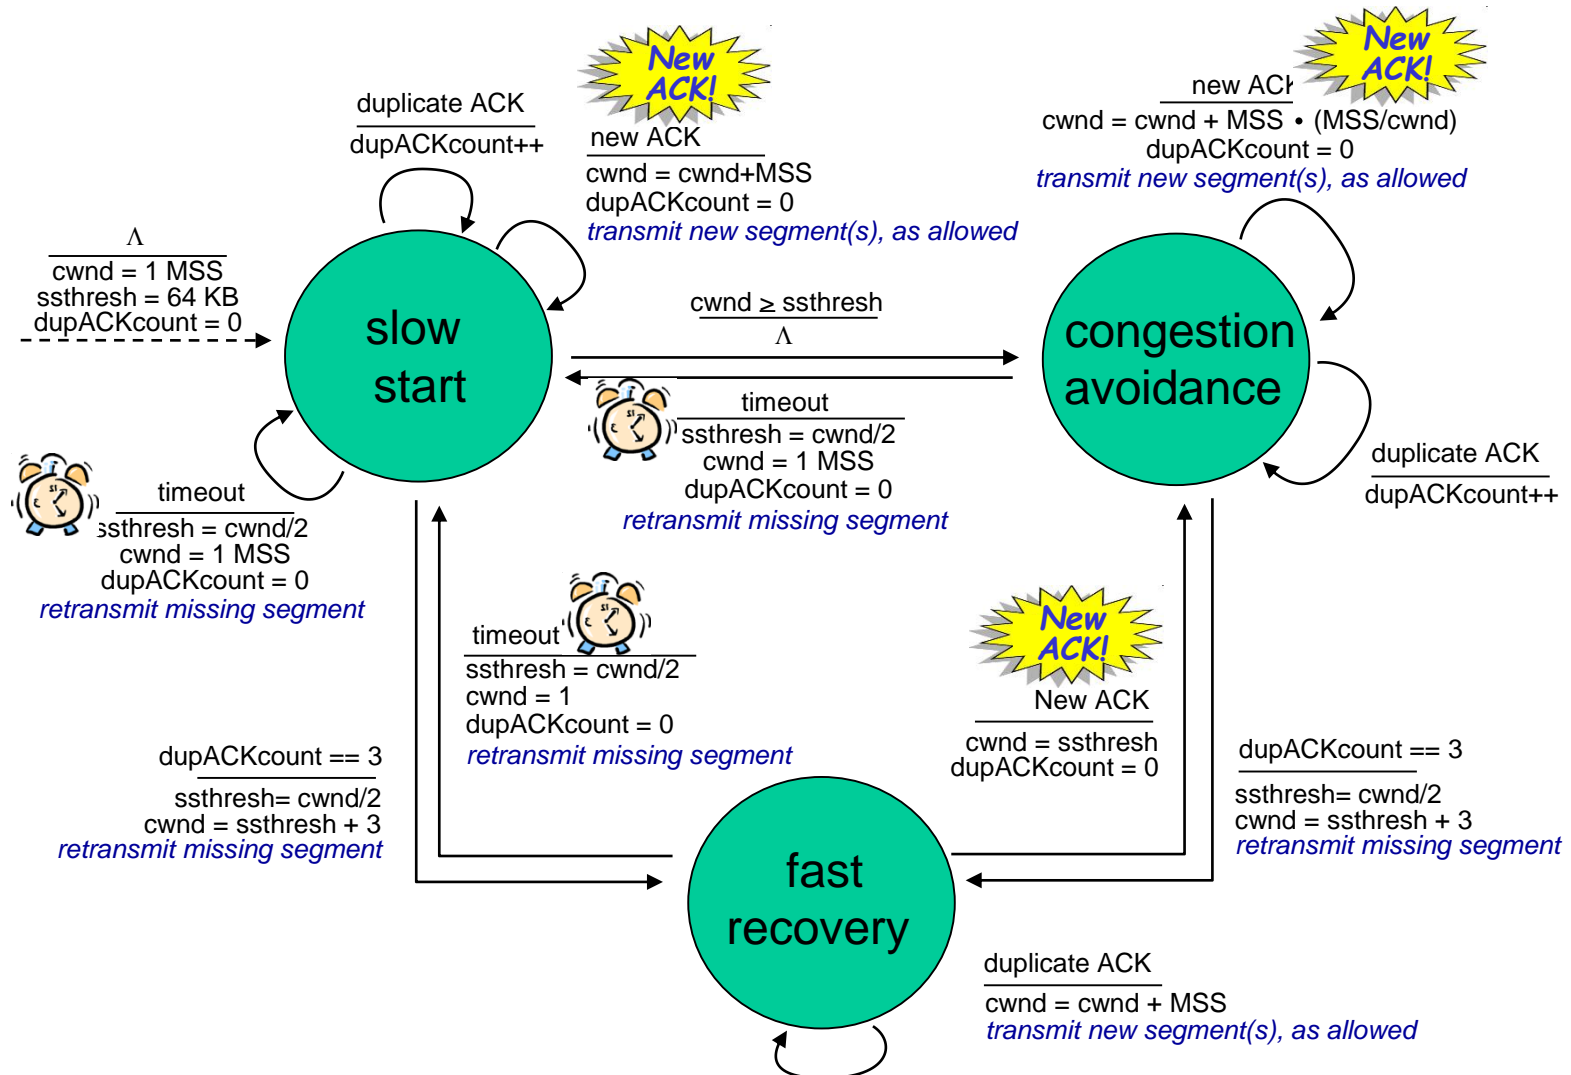 New
ACK!
duplicate ACK
dupACKcount++
new ACK
cwnd = cwnd+MSS
dupACKcount = 0
transmit new segment(s), as allowed
New
ACK!
new ACK
cwnd = cwnd + MSS • (MSS/cwnd)
dupACKcount = 0
transmit new segment(s), as allowed
Λ
cwnd = 1 MSS
ssthresh = 64 KB
dupACKcount = 0
slow
start
cwnd ≥ ssthresh
Λ
congestion
avoidance
timeout
ssthresh = cwnd/2
cwnd = 1 MSS
dupACKcount = 0
retransmit missing segment
duplicate ACK
dupACKcount++
timeout
ssthresh = cwnd/2
cwnd = 1 MSS
dupACKcount = 0
retransmit missing segment
timeout
ssthresh = cwnd/2
cwnd = 1
dupACKcount = 0
retransmit missing segment
New
ACK!
New ACK
cwnd = ssthresh
dupACKcount = 0
dupACKcount == 3
ssthresh= cwnd/2
cwnd = ssthresh + 3
retransmit missing segment
dupACKcount == 3
ssthresh= cwnd/2
cwnd = ssthresh + 3
retransmit missing segment
fast
recovery
duplicate ACK
cwnd = cwnd + MSS
transmit new segment(s), as allowed